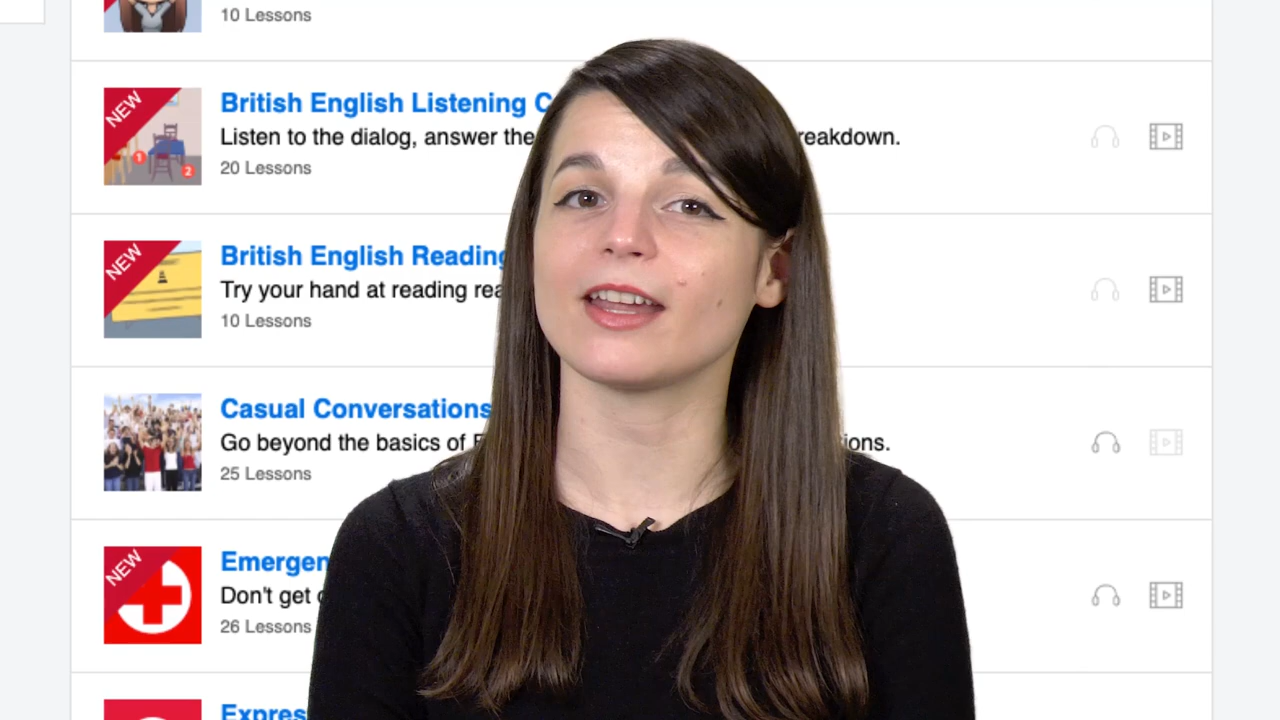 10 Lessons
NEW
British English Listening
Listen to the dialog, answer the reakdown.
20 Lessons
1
2
NEW
British English Reading
Try your hand at reading
10 Lessons
Casual Conversations
Go beyond the basics of ions.
25 Lessons
NEW
Emergen
Don't get
26 Lessons
Expres